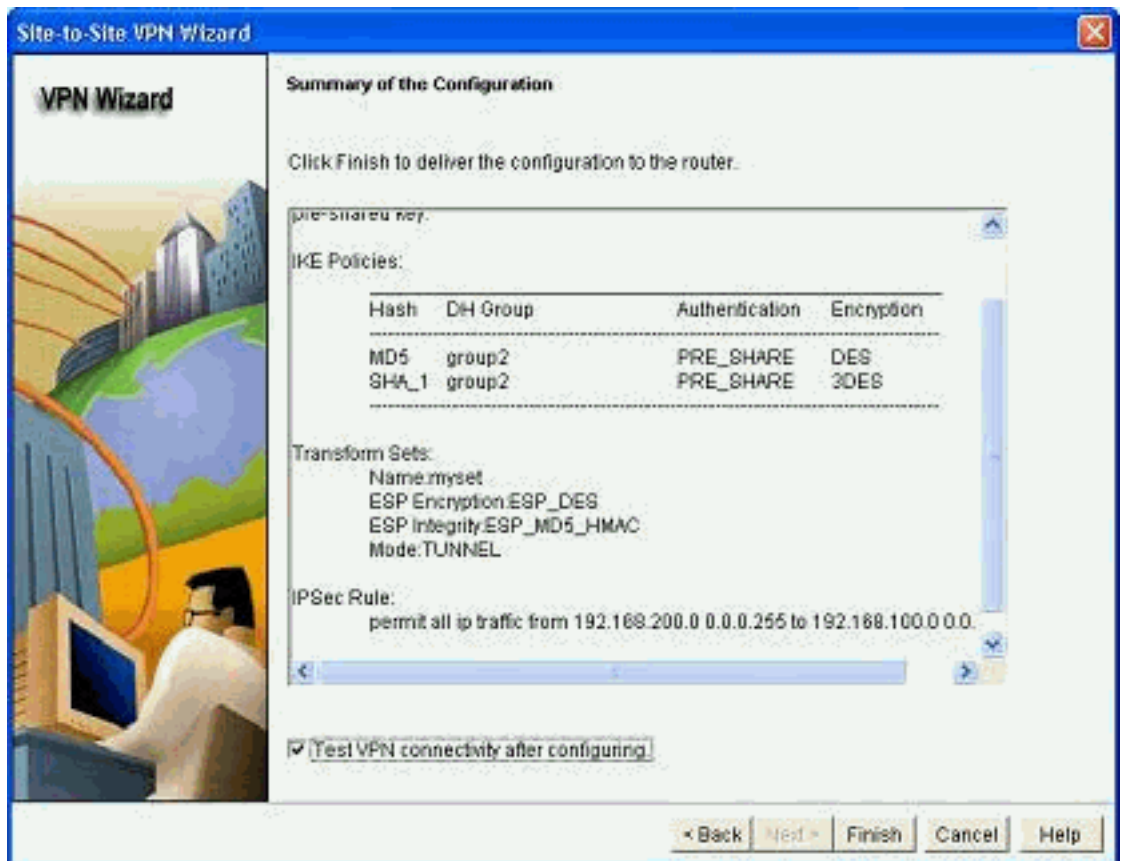 Site-to-Site VPN Wizard
VPN Wizard
Summary of the Configuration
Click Finish to deliver the configuration to the router.
pre-shared key.
IKE Policies:
Hash DH Group Authentication Encryption
MD5 group2 PRE_SHARE DES
SHA_1 group2 PRE_SHARE 3DES
Transform Sets:
Name:myset
ESP Encryption:ESP_DES
ESP Integrity:ESP_MD5_HMAC
Mode:TUNNEL
IPSec Rule:
permit all ip traffic from 192.168.200.0 0.0.0.255 to 192.168.100.0 0.0.
Test VPN connectivity after configuring.
< Back Next > Finish Cancel Help